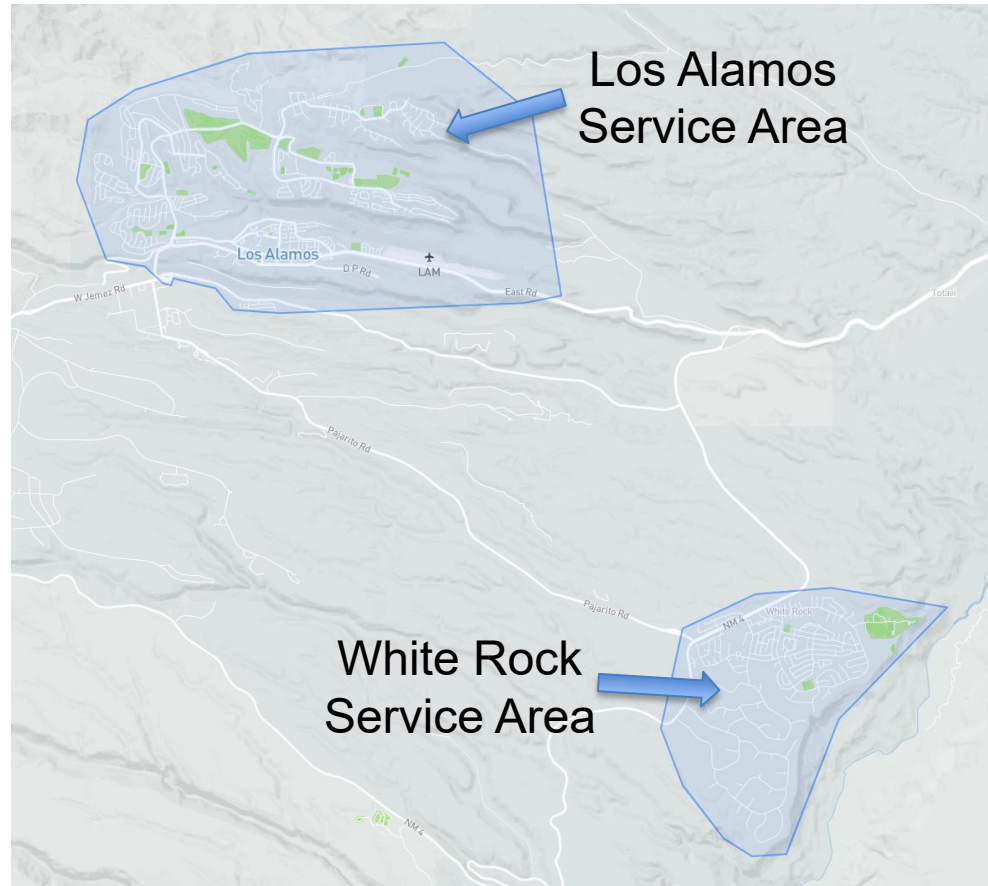 Los Alamos
Service Area
Los Alamos
D P Rd
LAM
East Rd
W Jemez Rd
Totavi
Pajarito Rd
Pajarito Rd
White Rock
NM 4
White Rock
Service Area
NM 4